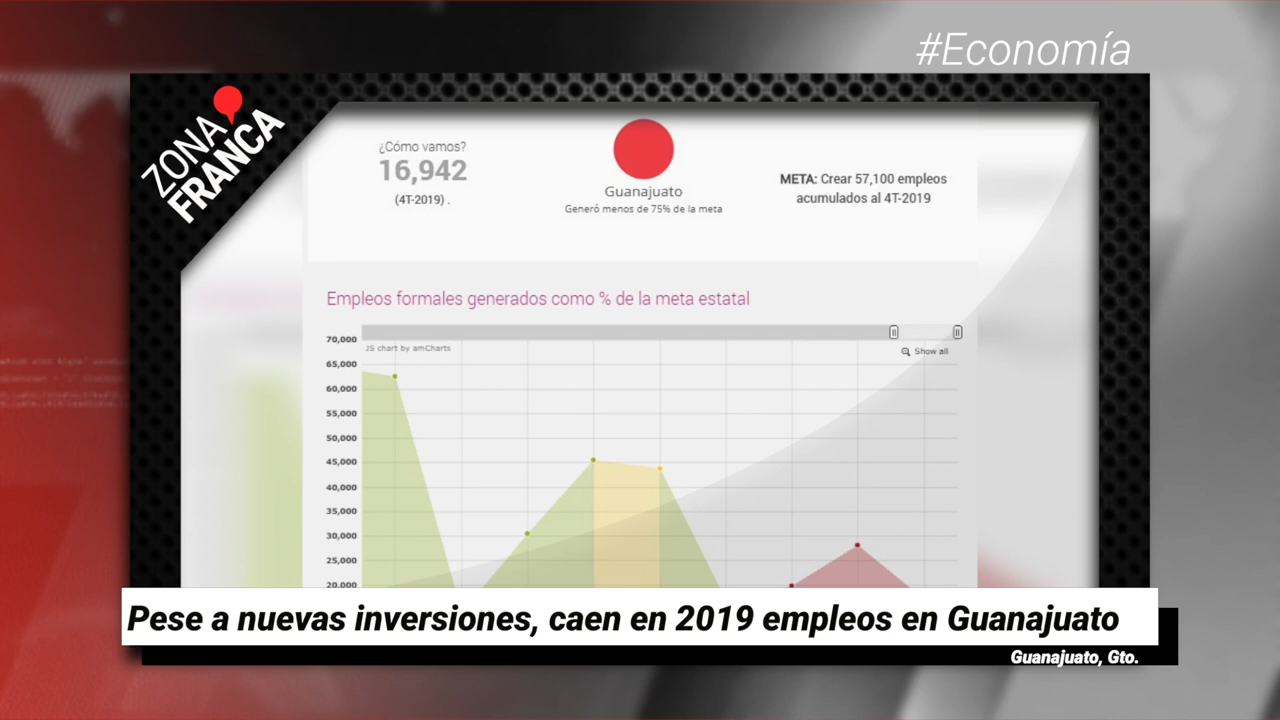 #Economía
ZONA
FRANCA
¿Cómo vamos?
16,942
(4T-2019) .
Guanajuato
Generó menos de 75% de la meta
META: Crear 57,100 empleos
acumulados al 4T-2019
Empleos formales generados como % de la meta estatal
JS chart by amCharts
Show all
70,000
65,000
60,000
55,000
50,000
45,000
40,000
35,000
30,000
25,000
20,000
Pese a nuevas inversiones, caen en 2019 empleos en Guanajuato
Guanajuato, Gto.